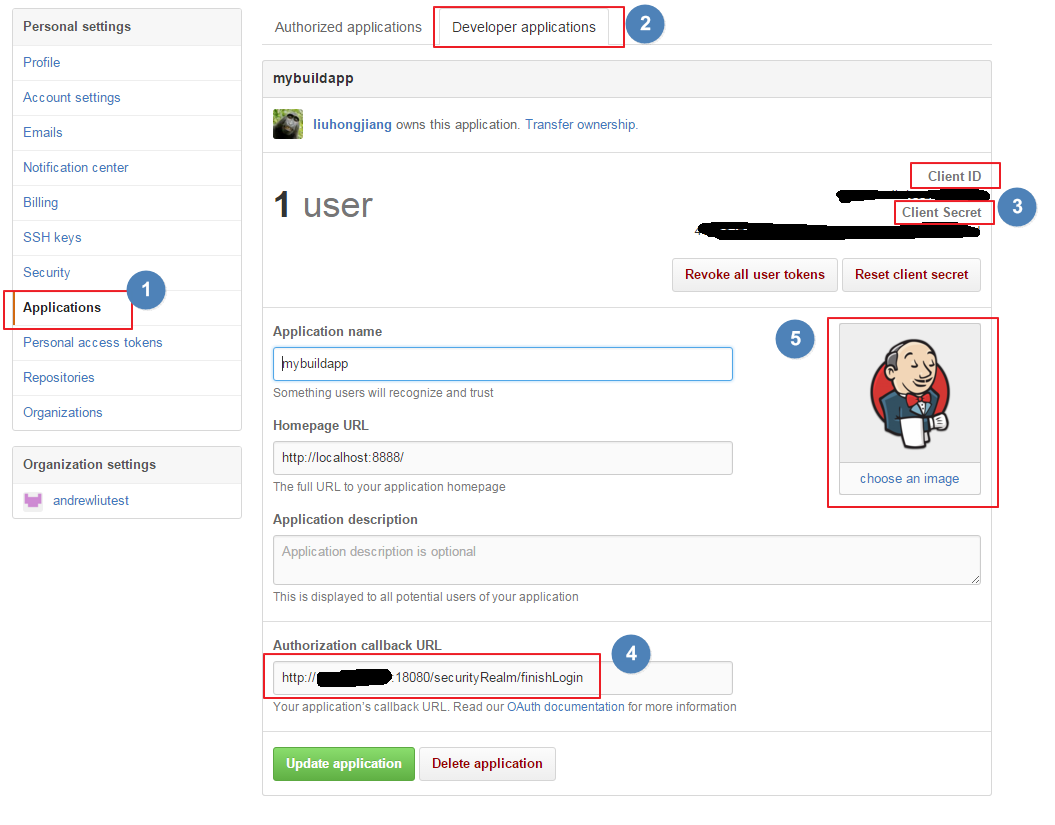 Personal settings
Profile
Account settings
Emails
Notification center
Billing
SSH keys
Security
1
Applications
Personal access tokens
Repositories
Organizations
Organization settings
andrewliutest
Authorized applications
Developer applications
2
mybuildapp
liuhongjiang owns this application. Transfer ownership.
1 user
Client ID
Client Secret
3
Revoke all user tokens
Reset client secret
Application name
mybuildapp
Something users will recognize and trust
5
choose an image
Homepage URL
http://localhost:8888/
The full URL to your application homepage
Application description
Application description is optional
This is displayed to all potential users of your application
Authorization callback URL
4
http:// :18080/securityRealm/finishLogin
Your application's callback URL. Read our OAuth documentation for more information
Update application
Delete application